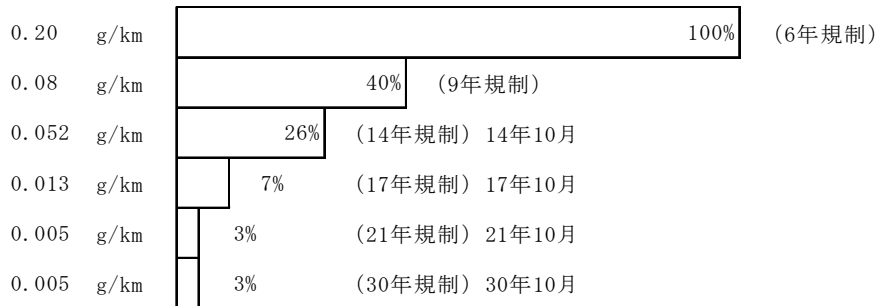 0.20 g/km 100% (6年規制)
0.08 g/km 40% (9年規制)
0.052 g/km 26% (14年規制) 14年10月
0.013 g/km 7% (17年規制) 17年10月
0.005 g/km 3% (21年規制) 21年10月
0.005 g/km 3% (30年規制) 30年10月